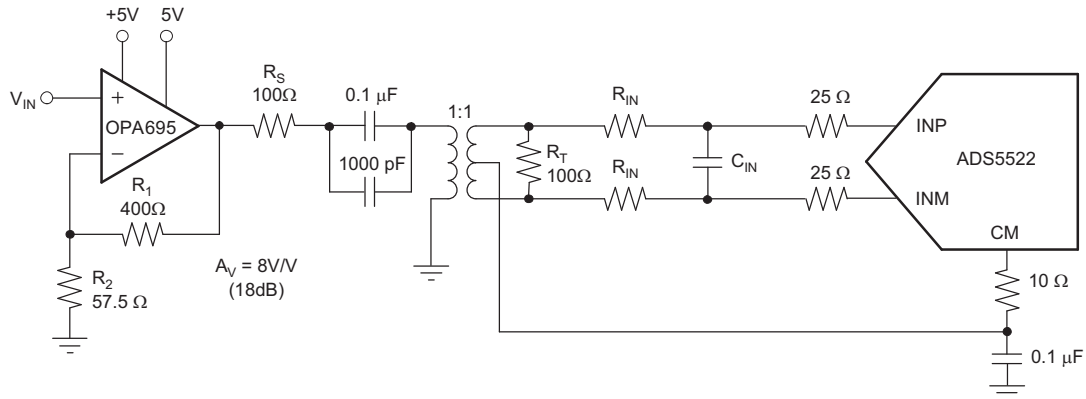 +5V 5V
V_IN
+
OPA695
−
R_S
100Ω
0.1 μF
1000 pF
1:1
R_T
100Ω
R_IN
R_IN
C_IN
25 Ω
25 Ω
INP
ADS5522
INM
CM
R_1
400Ω
R_2
57.5 Ω
A_V = 8V/V
(18dB)
10 Ω
0.1 μF